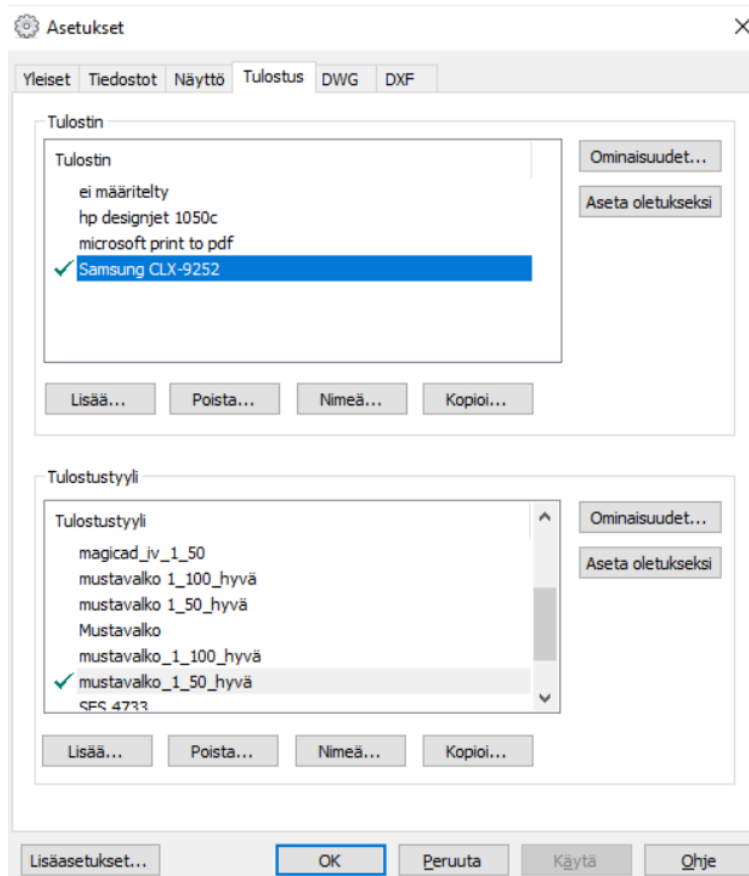 Asetukset
Yleiset Tiedostot Näyttö Tulostus DWG DXF
Tulostin
Tulostin
Ominaisuudet...
ei määritelty
Aseta oletukseksi
hp designjet 1050c
microsoft print to pdf
Samsung CLX-9252
Lisää... Poista... Nimeä... Kopioi...
Tulostustyyli
Tulostustyyli
Ominaisuudet...
magicad_iv_1_50
Aseta oletukseksi
mustavalko 1_100_hyvä
mustavalko 1_50_hyvä
Mustavalko
mustavalko_1_100_hyvä
mustavalko_1_50_hyvä
SFS 4733
Lisää... Poista... Nimeä... Kopioi...
Lisäasetukset... OK Peruuta Käytä Ohje